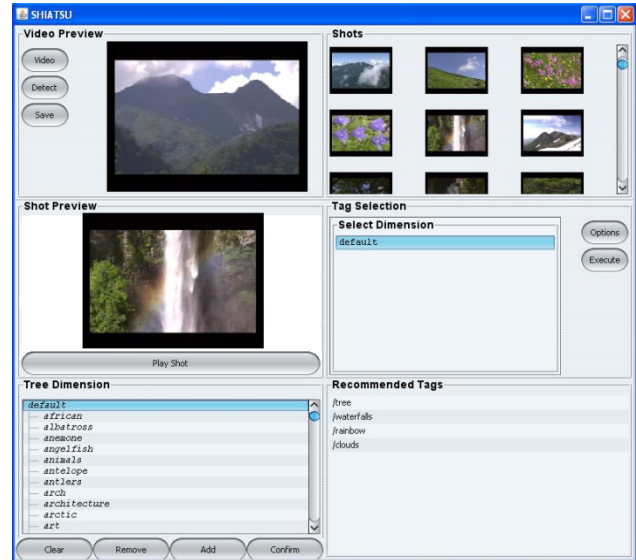 SHIATSU
Video Preview
Video
Detect
Save
Shots
Shot Preview
Play Shot
Tag Selection
Select Dimension
default
Options
Execute
Tree Dimension
default
african
albatross
anemone
angelfish
animals
antelope
antlers
arch
architecture
arctic
art
Clear
Remove
Add
Confirm
Recommended Tags
/tree
/waterfalls
/rainbow
/clouds